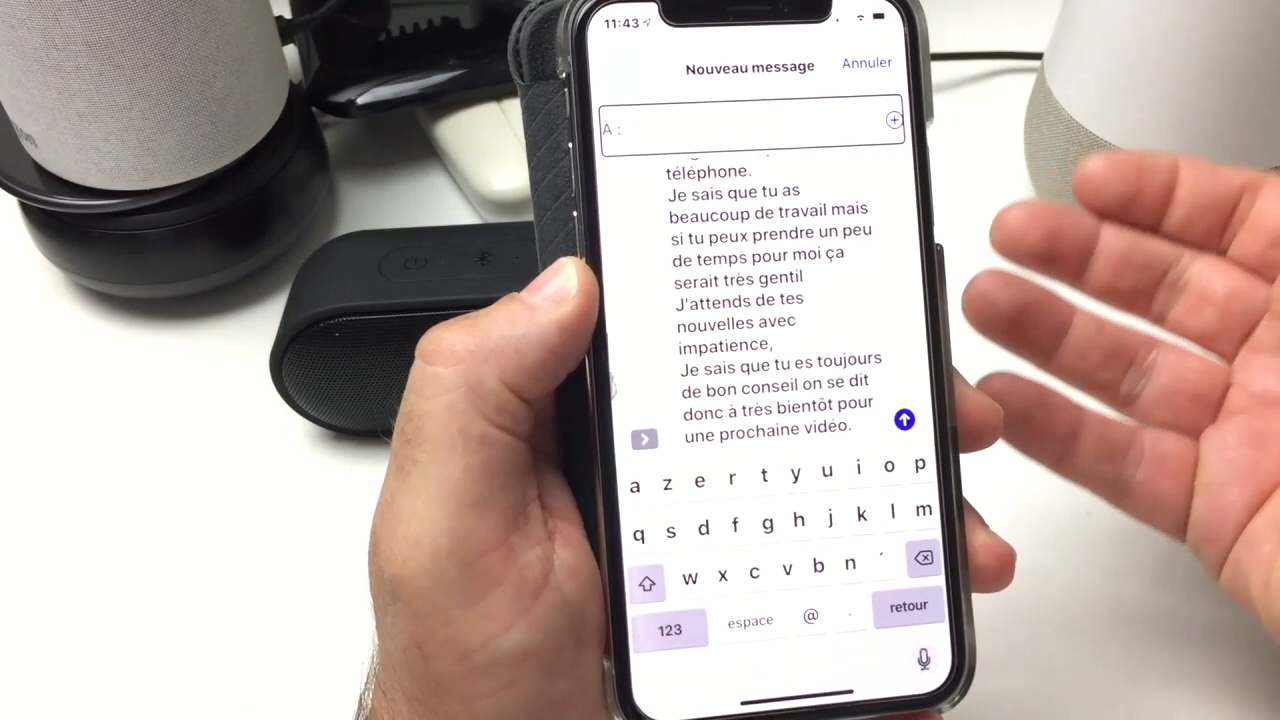 11:43
Nouveau message
Annuler
À :
téléphone.
Je sais que tu as
beaucoup de travail mais
si tu peux prendre un peu
de temps pour moi ça
serait très gentil
J'attends de tes
nouvelles avec
impatience,
Je sais que tu es toujours
de bon conseil on se dit
donc à très bientôt pour
une prochaine vidéo.
a z e r t y u i o p
q s d f g h j k l m
w x c v b n ´
123 espace @ . retour